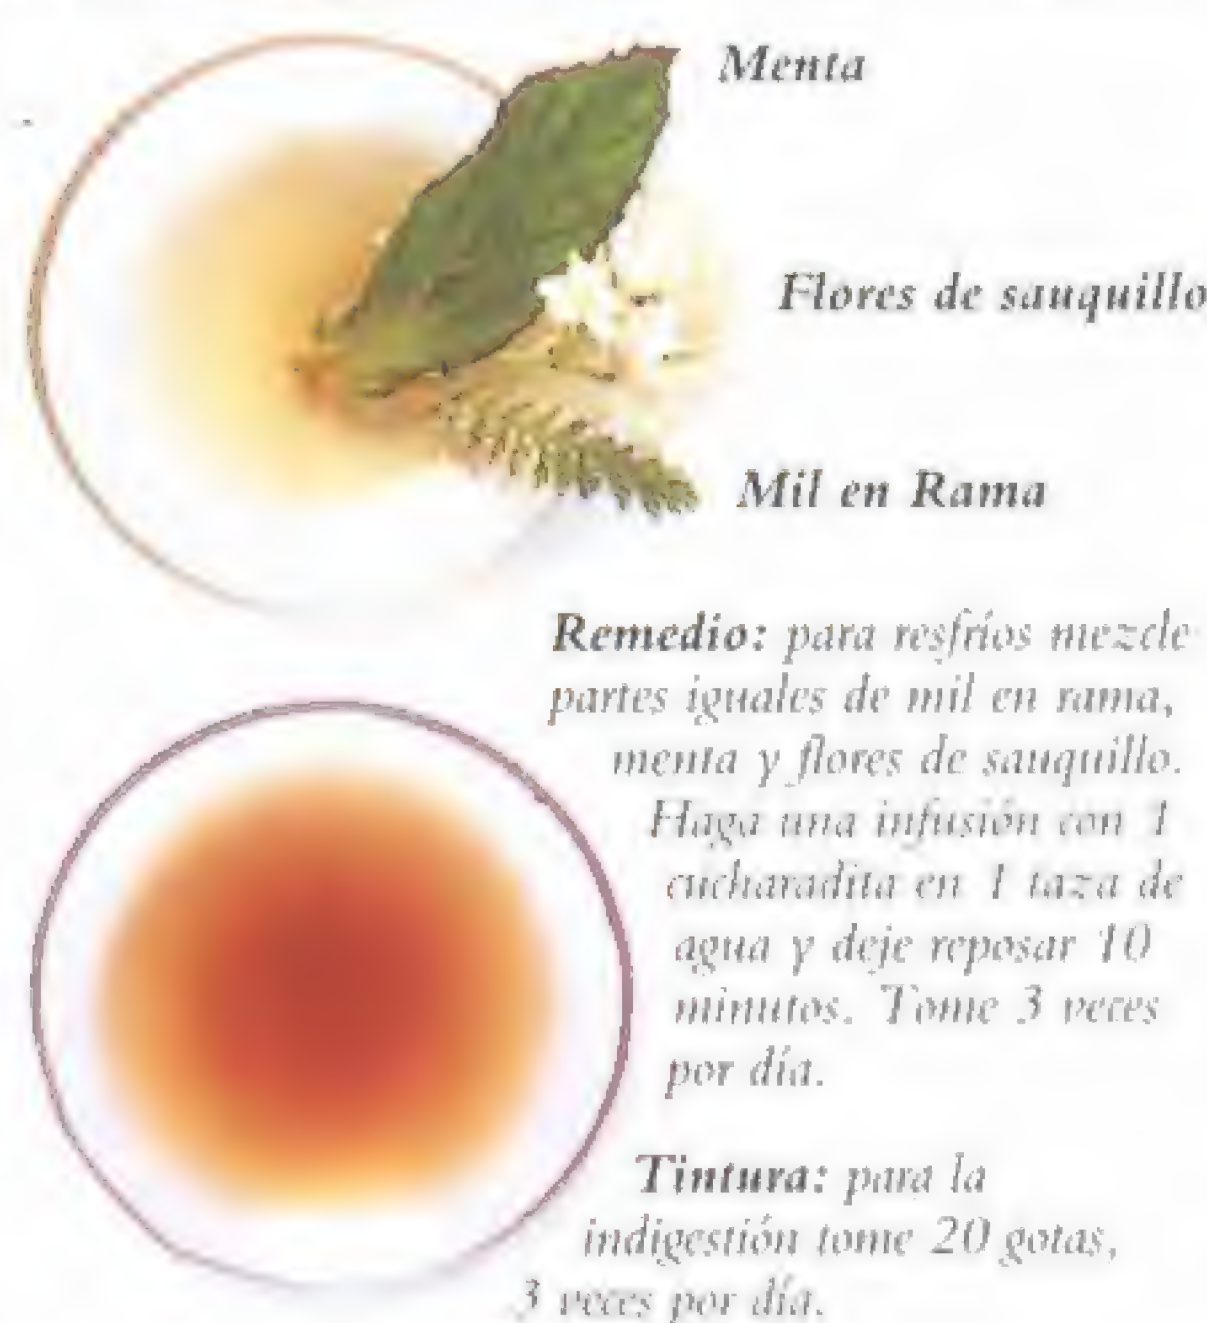 Menta
Flores de sauquillo
Mil en Rama
Remedio: para resfríos mezcle
partes iguales de mil en rama,
menta y flores de sauquillo.
Haga una infusión con 1
cucharadita en 1 taza de
agua y deje reposar 10
minutos. Tome 3 veces
por día.
Tintura: para la
indigestión tome 20 gotas,
3 veces por día.